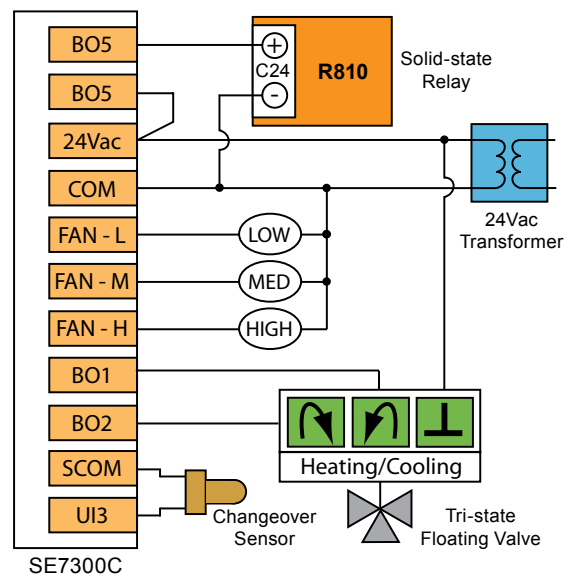 BO5
BO5
24Vac
COM
FAN - L
FAN - M
FAN - H
BO1
BO2
SCOM
UI3
SE7300C
+
C24
-
R810
Solid-state
Relay
24Vac
Transformer
LOW
MED
HIGH
Heating/Cooling
Changeover
Sensor
Tri-state
Floating Valve